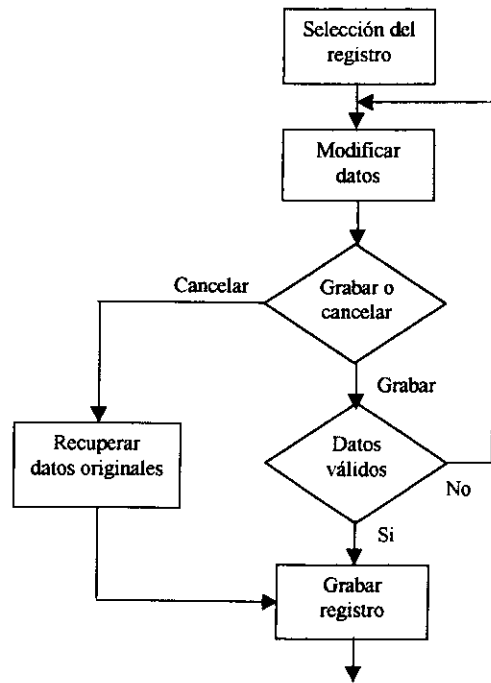 Selección del
registro
Modificar
datos
Cancelar
Grabar o
cancelar
Grabar
Recuperar
datos originales
Datos
válidos
No
Si
Grabar
registro